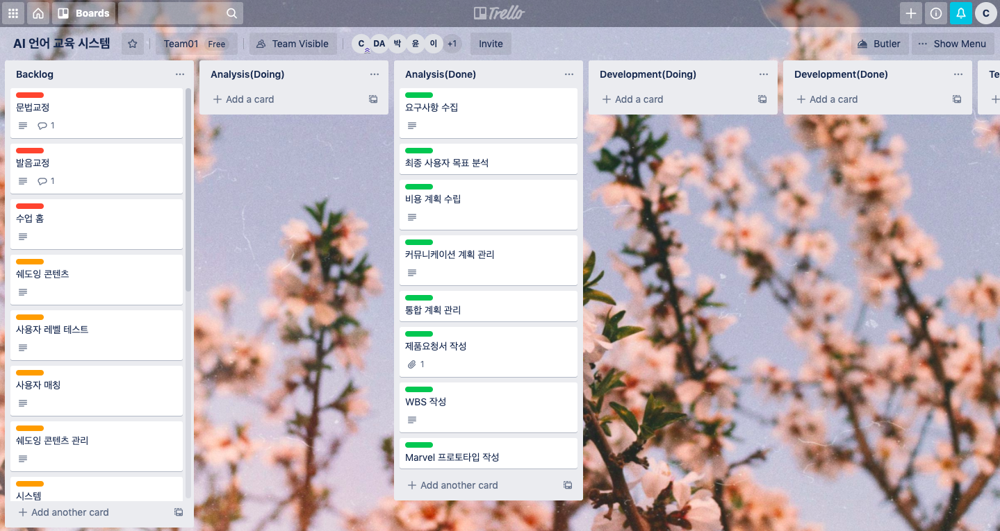 Boards
Trello
C
AI 언어 교육 시스템
Team01 Free
Team Visible
C DA 박 윤 이 +1
Invite
Butler
Show Menu
Backlog
문법교정
1
발음교정
1
수업 홈
쉐도잉 콘텐츠
사용자 레벨 테스트
사용자 매칭
쉐도잉 콘텐츠 관리
시스템
Add another card
Analysis(Doing)
Add a card
Analysis(Done)
요구사항 수집
최종 사용자 목표 분석
비용 계획 수립
커뮤니케이션 계획 관리
통합 계획 관리
제품요청서 작성
1
WBS 작성
Marvel 프로토타입 작성
Add another card
Development(Doing)
Add a card
Development(Done)
Add a card
Te